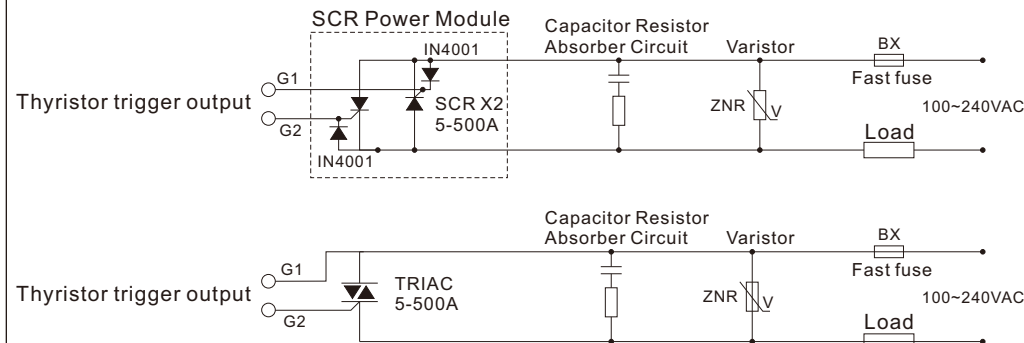 SCR Power Module
Capacitor Resistor
Absorber Circuit
Varistor
BX
IN4001
Fast fuse
G1
Thyristor trigger output
SCR X2
5-500A
ZNR
V
100~240VAC
G2
Load
IN4001
Capacitor Resistor
Absorber Circuit
Varistor
BX
Fast fuse
G1
Thyristor trigger output
TRIAC
5-500A
ZNR
V
100~240VAC
G2
Load